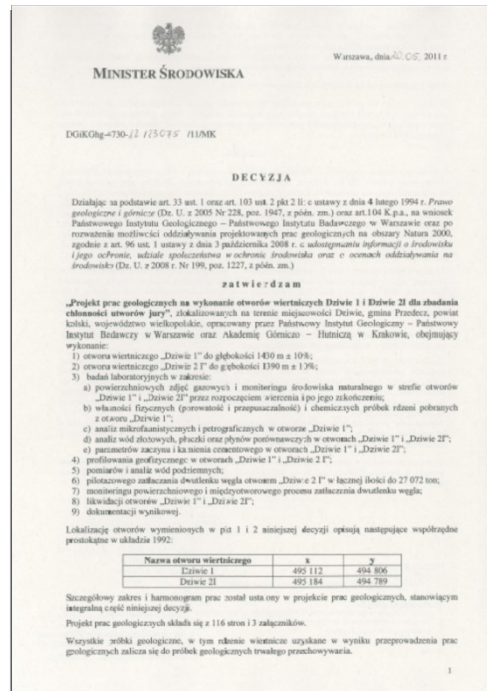 Warszawa, dnia 20.05. 2011 r
MINISTER ŚRODOWISKA
DGiKGhg-4730- /11/MK
DECYZJA
Działając na podstawie art. 33 ust. 1 oraz art. 103 ust. 2 pkt 2 lit. c ustawy z dnia 4 lutego 1994 r. Prawo
geologiczne i górnicze (Dz. U. z 2005 Nr 228, poz. 1947, z późn. zm.) oraz art.104 K.p.a., na wniosek
Państwowego Instytutu Geologicznego – Państwowego Instytutu Badawczego w Warszawie oraz po
rozważeniu możliwości oddziaływania projektowanych prac geologicznych na obszary Natura 2000,
zgodnie z art. 96 ust. 1 ustawy z dnia 3 października 2008 r. o udostępnianiu informacji o środowisku
i jego ochronie, udziale społeczeństwa w ochronie środowiska oraz o ocenach oddziaływania na
środowisko (Dz. U. z 2008 r. Nr 199, poz. 1227, z późn. zm.)
zatwierdzam
„Projekt prac geologicznych na wykonanie otworów wiertniczych Dziwie 1 i Dziwie 2I dla zbadania
chłonności utworów jury”, zlokalizowanych na terenie miejscowości Dziwie, gmina Przedecz, powiat
kolski, województwo wielkopolskie, opracowany przez Państwowy Instytut Geologiczny – Państwowy
Instytut Badawczy w Warszawie oraz Akademię Górniczo – Hutniczą w Krakowie, obejmujący
wykonanie:
1) otworu wiertniczego „Dziwie 1” do głębokości 1430 m ± 10%;
2) otworu wiertniczego „Dziwie 2 I” do głębokości 1390 m ± 10%;
3) badań laboratoryjnych w zakresie:
a) powierzchniowych zdjęć gazowych i monitoringu środowiska naturalnego w strefie otworów
„Dziwie 1” i „Dziwie 2I” przez rozpoczęciem wiercenia i po jego zakończeniu;
b) własności fizycznych (porowatość i przepuszczalność) i chemicznych próbek rdzeni pobranych
z otworu „Dziwie 1”;
c) analiz mikrofaunistycznych i petrograficznych w otworze „Dziwie 1”;
d) analiz wód złożowych, płuczki oraz płynów porównawczych w otworach „Dziwie 1” i „Dziwie 2I”;
e) parametrów zaczynu i kamienia cementowego w otworach „Dziwie 1” i „Dziwie 2I”;
4) profilowania geofizycznego w otworach „Dziwie 1” i „Dziwie 2 I”;
5) pomiarów i analiz wód podziemnych;
6) pilotażowego zatłaczania dwutlenku węgla otworem „Dziwie 2 I” w łącznej ilości do 27 072 ton;
7) monitoringu powierzchniowego i międzyotworowego procesu zatłaczania dwutlenku węgla;
8) likwidacji otworów „Dziwie 1” i „Dziwie 2I”;
9) dokumentacji wynikowej.
Lokalizację otworów wymienionych w pkt 1 i 2 niniejszej decyzji opisują następujące współrzędne
prostokątne w układzie 1992:
Nazwa otworu wiertniczego x y
Dziwie 1 495 112 494 806
Dziwie 2I 495 184 494 789
Szczegółowy zakres i harmonogram prac został ustalony w projekcie prac geologicznych, stanowiącym
integralną część niniejszej decyzji.
Projekt prac geologicznych składa się z 116 stron i 3 załączników.
Wszystkie próbki geologiczne, w tym rdzenie wiertnicze uzyskane w wyniku przeprowadzenia prac
geologicznych zalicza się do próbek geologicznych trwałego przechowywania.
1